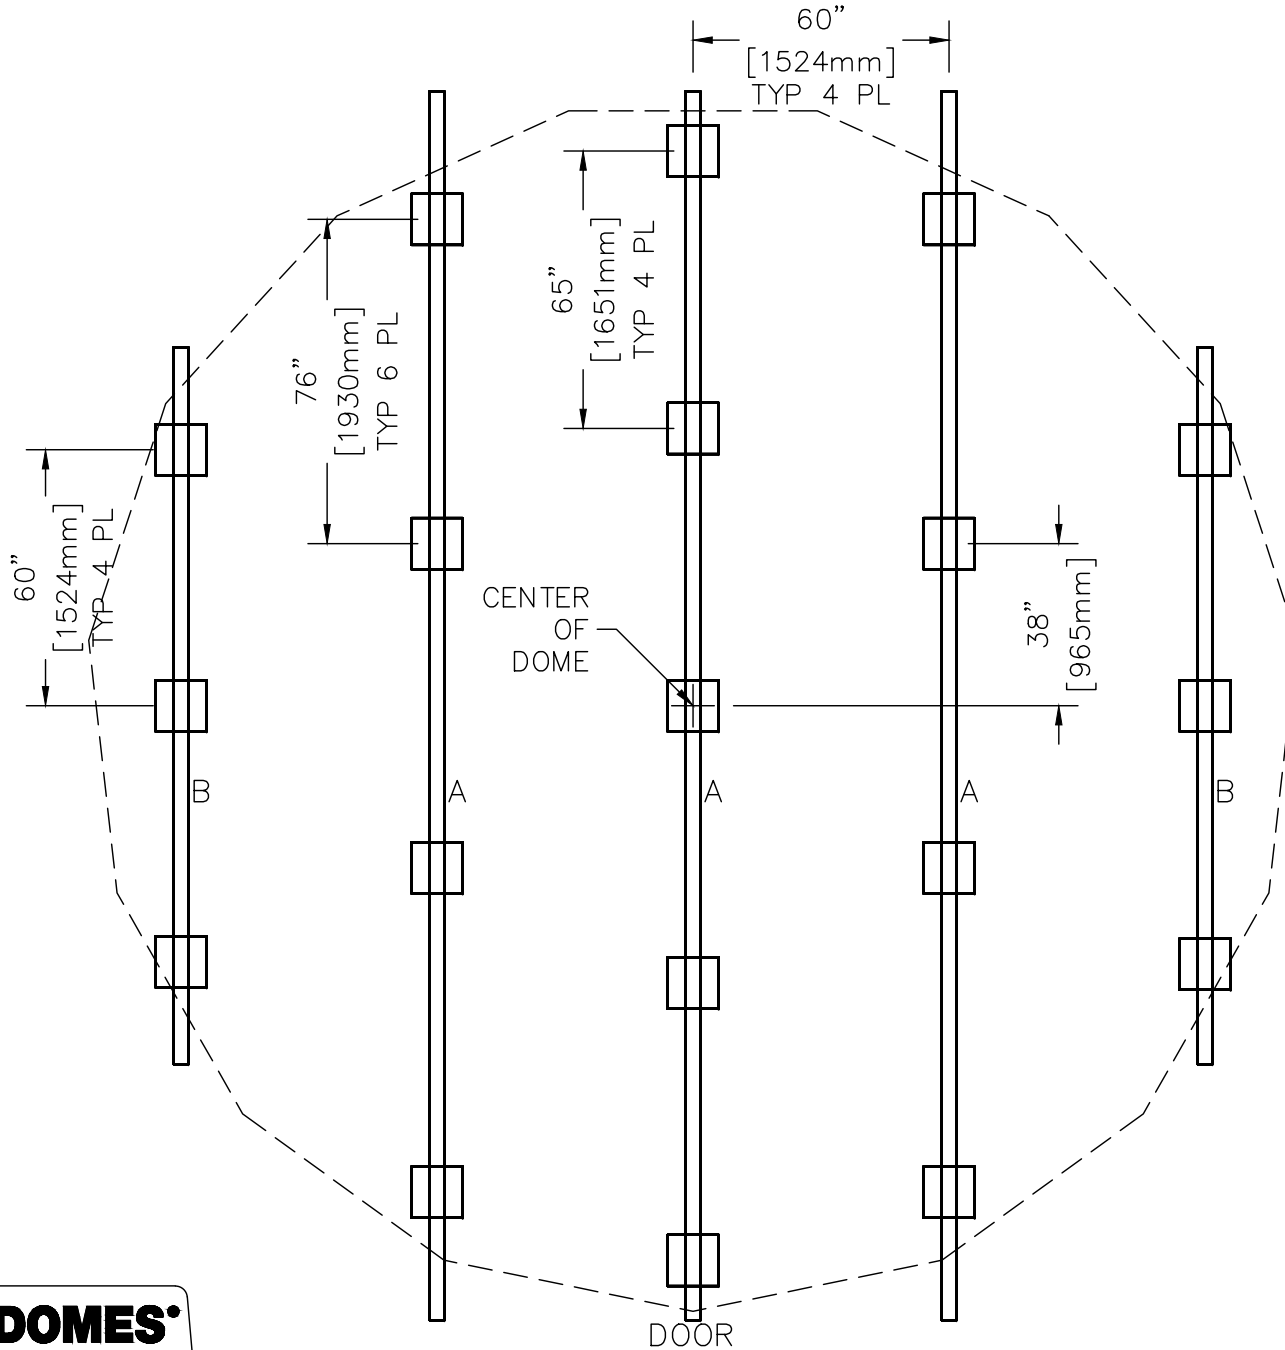 60”
[1524mm]
TYP 4 PL
65”
[1651mm]
TYP 4 PL
76”
[1930mm]
TYP 6 PL
60”
[1524mm]
TYP 4 PL
CENTER
OF
DOME
38”
[965mm]
B
A
A
A
B
DOOR
DOMES